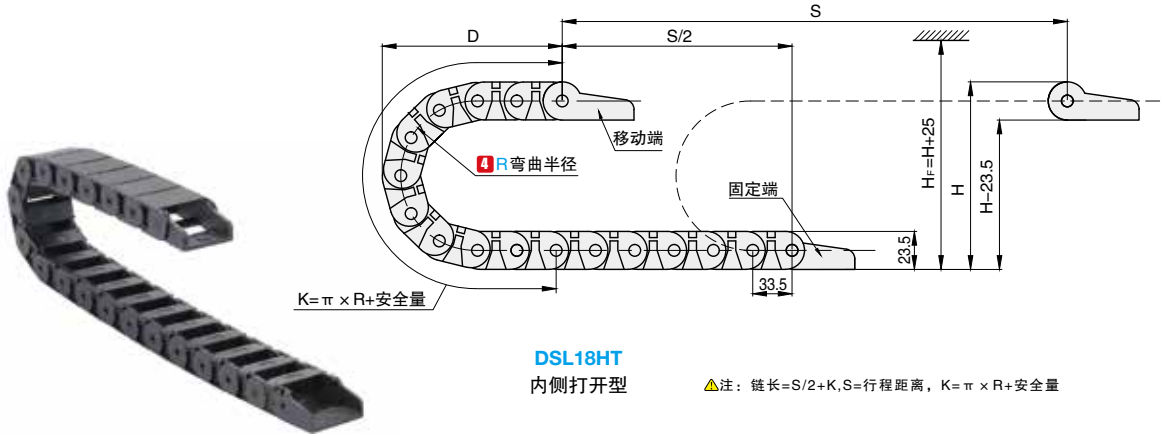 S
D
S/2
移动端
4 R弯曲半径
固定端
HF=H+25
H
H-23.5
23.5
33.5
K=π×R+安全量
DSL18HT
内侧打开型
注：链长=S/2+K,S=行程距离，K=π×R+安全量